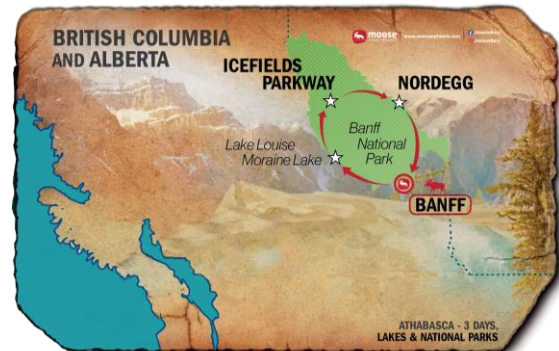 BRITISH COLUMBIA
AND ALBERTA
moose
ICEFIELDS
PARKWAY
NORDEGG
Lake Louise
Moraine Lake
Banff
National
Park
BANFF
ATHABASCA - 3 DAYS,
LAKES & NATIONAL PARKS